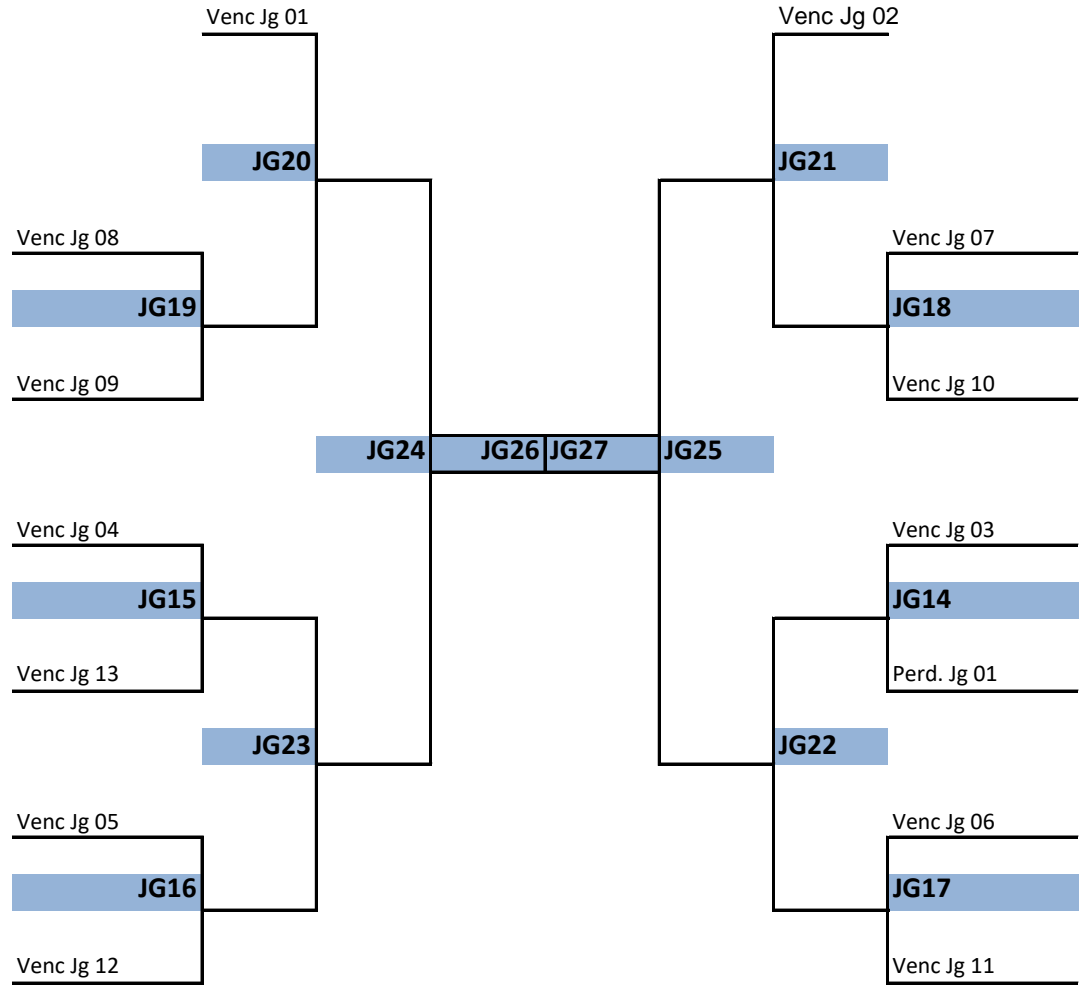 Venc Jg 01 Venc Jg 02
JG20 JG21
Venc Jg 08 Venc Jg 07
JG19 JG18
Venc Jg 09 Venc Jg 10
JG24 JG26 JG27 JG25
Venc Jg 04 Venc Jg 03
JG15 JG14
Venc Jg 13 Perd. Jg 01
JG23 JG22
Venc Jg 05 Venc Jg 06
JG16 JG17
Venc Jg 12 Venc Jg 11